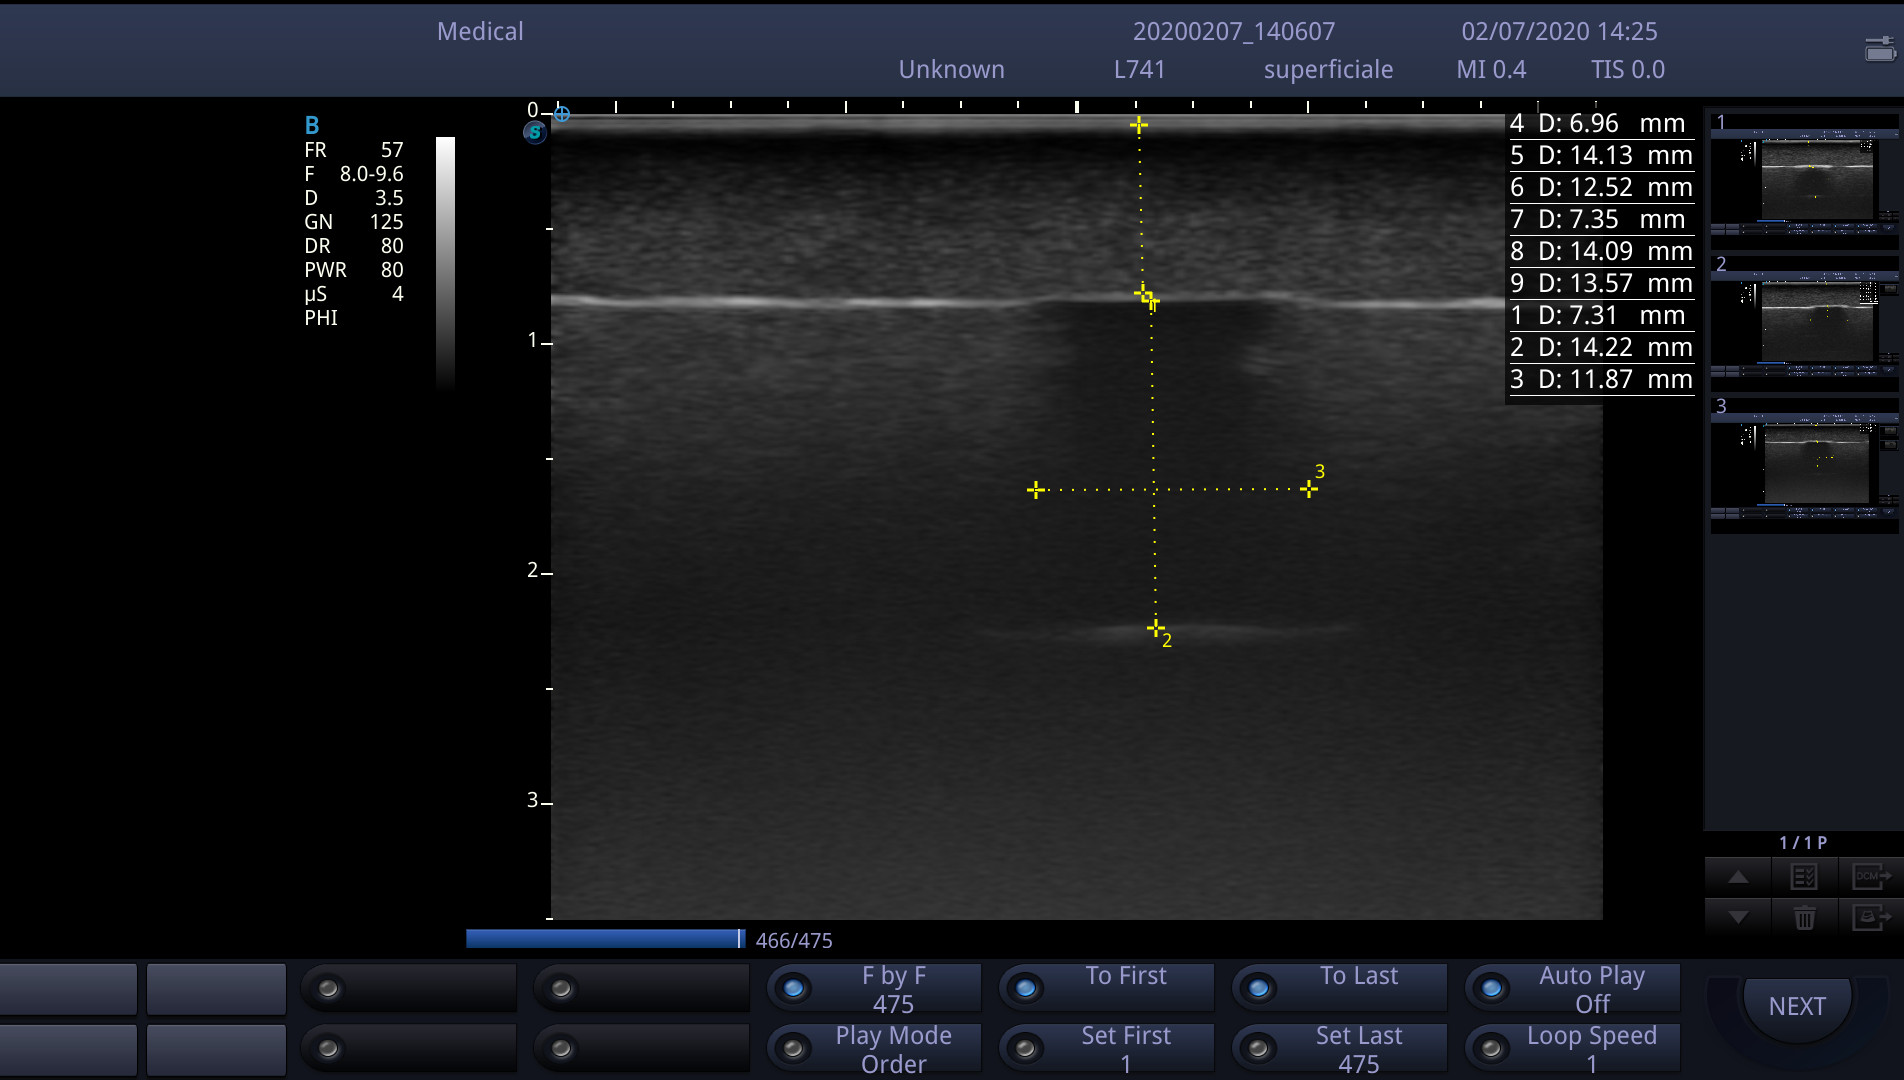 Medical 20200207_140607 02/07/2020 14:25
Unknown L741 superficiale MI 0.4 TIS 0.0
B
FR 57
F 8.0-9.6
D 3.5
GN 125
DR 80
PWR 80
µS 4
PHI
0
S
1
2
3
4 D: 6.96 mm
5 D: 14.13 mm
6 D: 12.52 mm
7 D: 7.35 mm
8 D: 14.09 mm
9 D: 13.57 mm
1 D: 7.31 mm
2 D: 14.22 mm
3 D: 11.87 mm
1
3
2
1
2
3
1 / 1 P
DCM
466/475
F by F
475
To First
To Last
Auto Play
Off
Play Mode
Order
Set First
1
Set Last
475
Loop Speed
1
NEXT